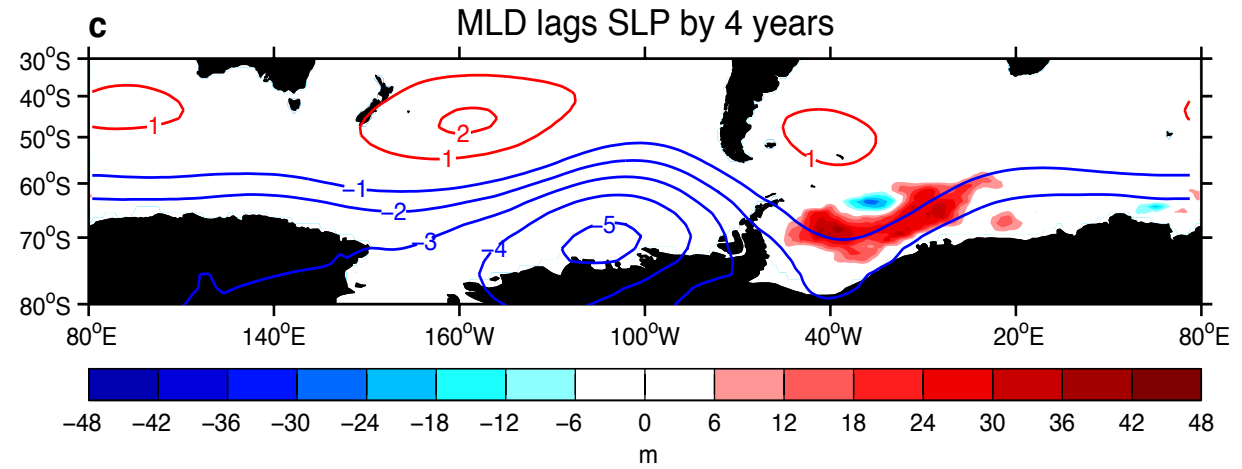 c MLD lags SLP by 4 years
30°S
40°S
50°S
60°S
70°S
80°S
1
2
1
1
−1
−2
−3
−4
−5
80°E 140°E 160°W 100°W 40°W 20°E 80°E
−48 −42 −36 −30 −24 −18 −12 −6 0 6 12 18 24 30 36 42 48
m